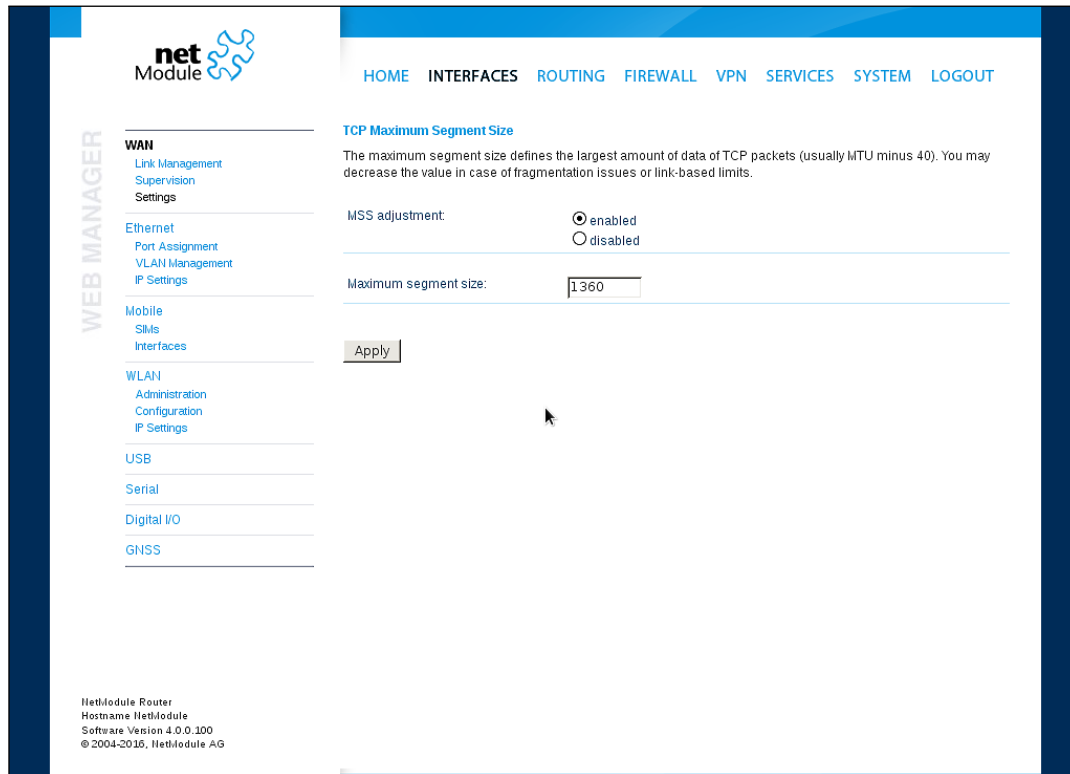 net
Module
HOME INTERFACES ROUTING FIREWALL VPN SERVICES SYSTEM LOGOUT
WEB MANAGER
WAN
Link Management
Supervision
Settings
Ethernet
Port Assignment
VLAN Management
IP Settings
Mobile
SIMs
Interfaces
WLAN
Administration
Configuration
IP Settings
USB
Serial
Digital I/O
GNSS
TCP Maximum Segment Size
The maximum segment size defines the largest amount of data of TCP packets (usually MTU minus 40). You may
decrease the value in case of fragmentation issues or link-based limits.
MSS adjustment:
enabled
disabled
Maximum segment size: 1360
Apply
NetModule Router
Hostname NetModule
Software Version 4.0.0.100
© 2004-2016, NetModule AG